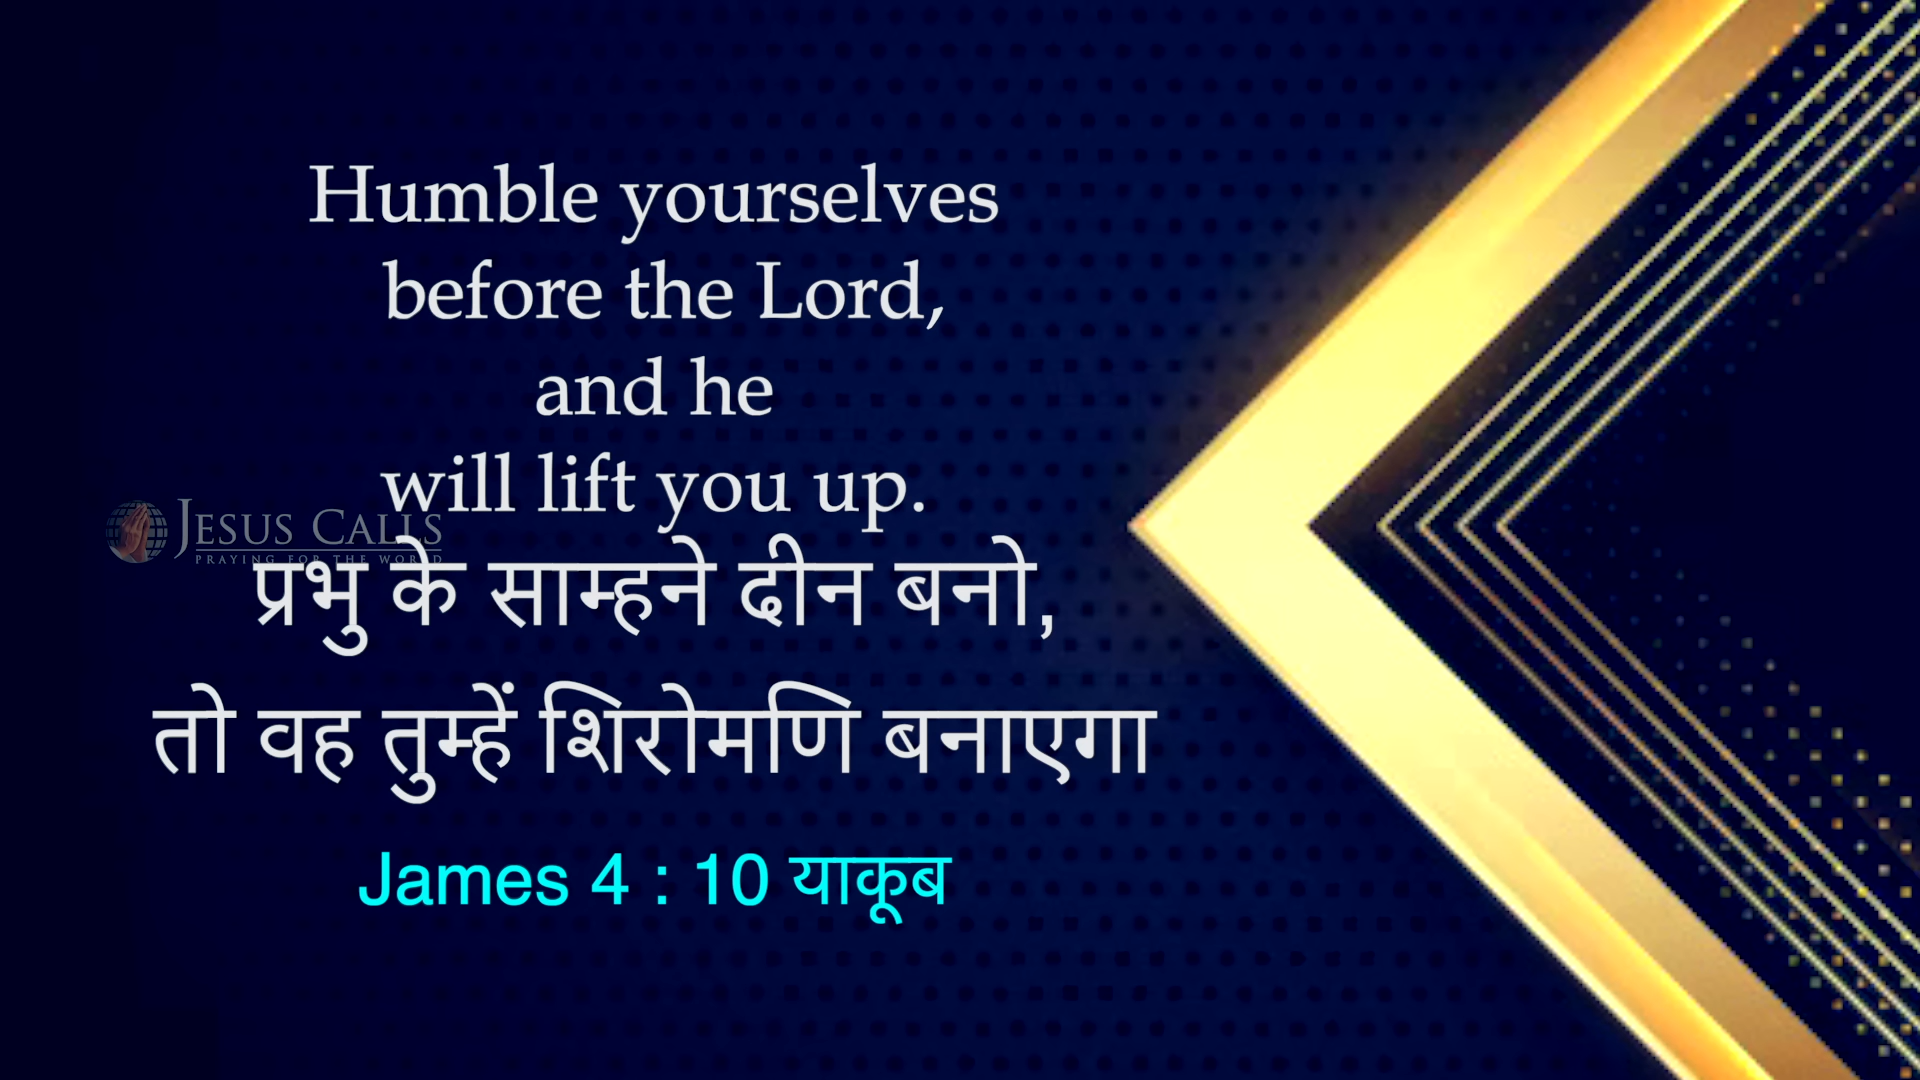 Humble yourselves
before the Lord,
and he
will lift you up.
JESUS CALLS
PRAYING FOR THE WORLD
प्रभु के साम्हने दीन बनो,
तो वह तुम्हें शिरोमणि बनाएगा
James 4 : 10 याकूब